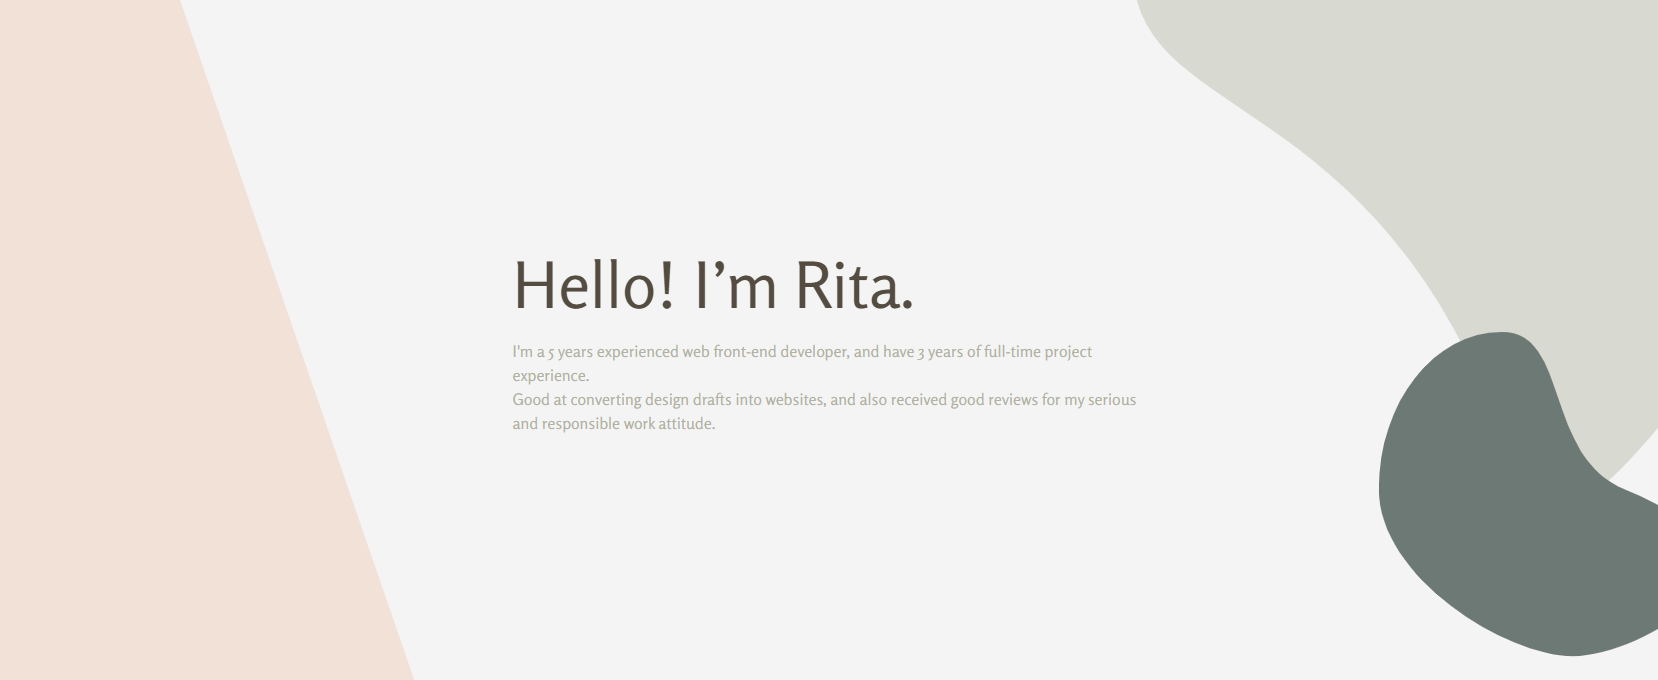 Hello! I’m Rita.
I'm a 5 years experienced web front-end developer, and have 3 years of full-time project
experience.
Good at converting design drafts into websites, and also received good reviews for my serious
and responsible work attitude.